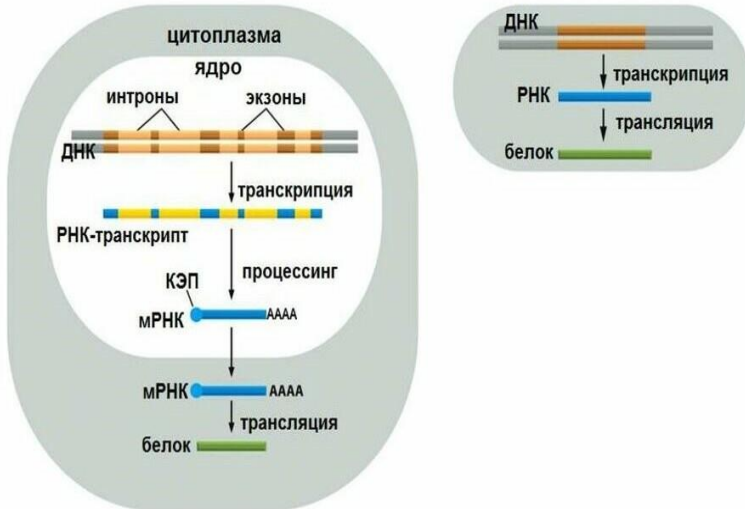 цитоплазма
ядро
интроны
экзоны
ДНК
транскрипция
РНК-транскрипт
процессинг
КЭП
мРНК
АААА
мРНК
АААА
трансляция
белок
ДНК
транскрипция
РНК
трансляция
белок